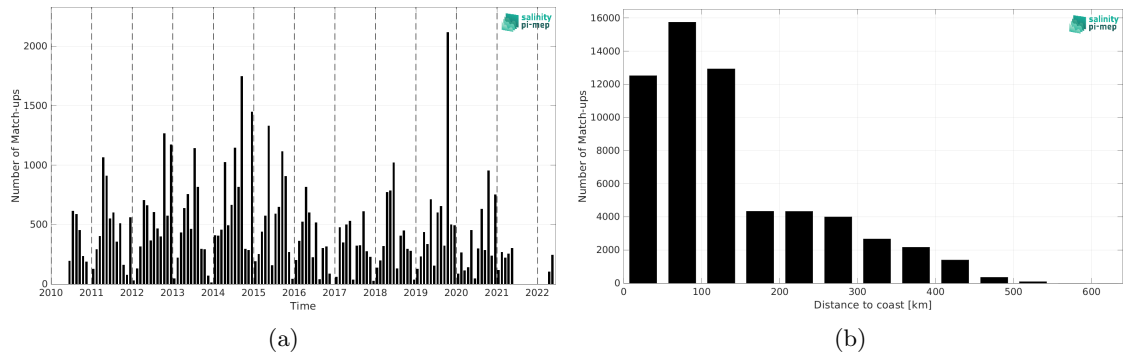 salinity
pi-mep
2000
1500
1000
500
0
Number of Match-ups
2010 2011 2012 2013 2014 2015 2016 2017 2018 2019 2020 2021 2022
Time
(a)
salinity
pi-mep
16000
14000
12000
10000
8000
6000
4000
2000
0
Number of Match-ups
0 100 200 300 400 500 600
Distance to coast [km]
(b)